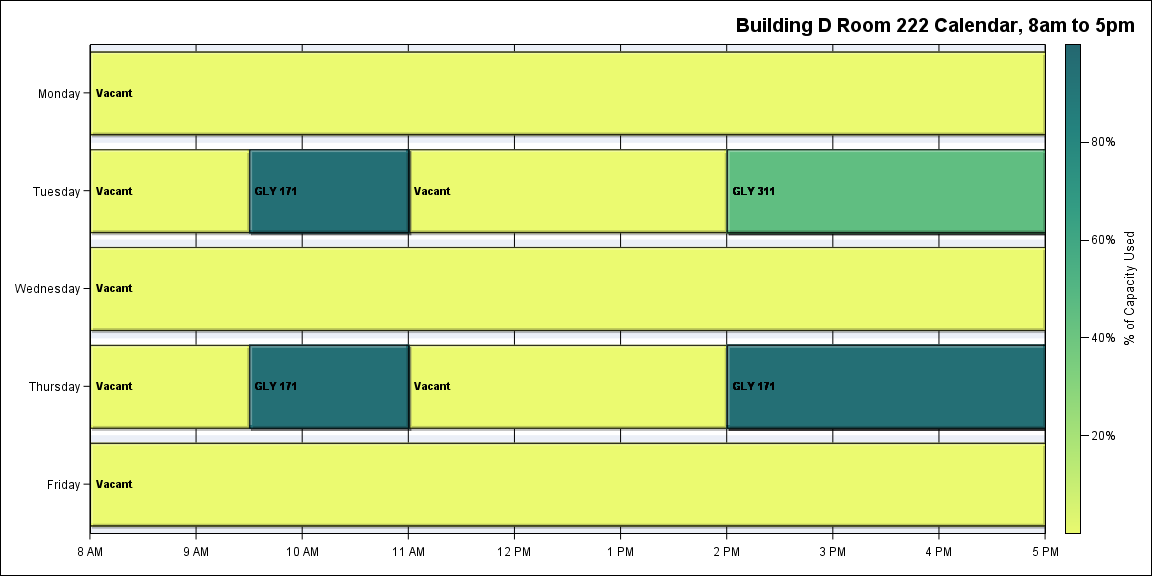 Building D Room 222 Calendar, 8am to 5pm
Monday
Vacant
Tuesday
Vacant
GLY 171
Vacant
GLY 311
Wednesday
Vacant
Thursday
Vacant
GLY 171
Vacant
GLY 171
Friday
Vacant
8 AM
9 AM
10 AM
11 AM
12 PM
1 PM
2 PM
3 PM
4 PM
5 PM
80%
60%
40%
20%
% of Capacity Used